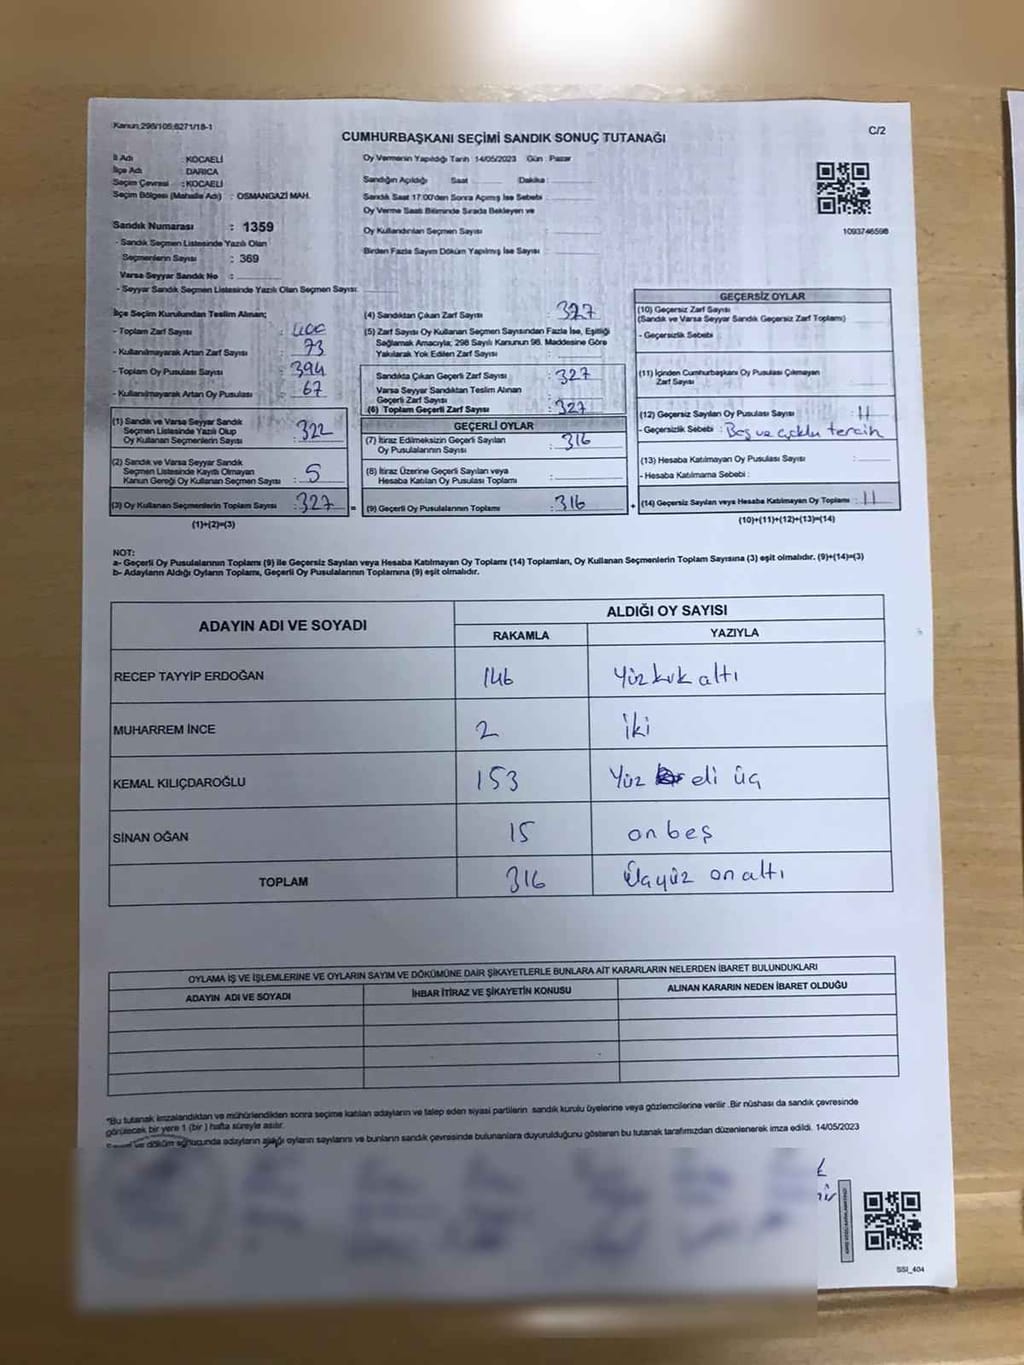 Kanun:298/105;6271/18-1
C/2
CUMHURBAŞKANI SEÇİMİ SANDIK SONUÇ TUTANAĞI
İl Adı : KOCAELİ
İlçe Adı : DARICA
Seçim Çevresi : KOCAELİ
Seçim Bölgesi (Mahalle Adı) : OSMANGAZİ MAH.
Sandık Numarası : 1359
- Sandık Seçmen Listesinde Yazılı Olan
Seçmenlerin Sayısı : 369
Varsa Seyyar Sandık No :
- Seyyar Sandık Seçmen Listesinde Yazılı Olan Seçmen Sayısı:
Oy Vermenin Yapıldığı Tarih 14/05/2023 Gün : Pazar
Sandığın Açıldığı Saat Dakika :
Sandık Saat 17:00'den Sonra Açımış İse Sebebi :
Oy Verme Saati Bitiminde Sırada Bekleyen ve
Oy Kullandırılan Seçmen Sayısı :
Birden Fazla Sayım Döküm Yapılmış İse Sayısı :
1093746598
İlçe Seçim Kurulundan Teslim Alınan;
- Toplam Zarf Sayısı : 400
- Kullanılmayarak Artan Zarf Sayısı : 73
- Toplam Oy Pusulası Sayısı : 394
- Kullanılmayarak Artan Oy Pusulası : 67
(1) Sandık ve Varsa Seyyar Sandık
Seçmen Listesinde Yazılı Olup
Oy Kullanan Seçmenlerin Sayısı : 322
(2) Sandık ve Varsa Seyyar Sandık
Seçmen Listesinde Kayıtlı Olmayan
Kanun Gereği Oy Kullanan Seçmen Sayısı : 5
(3) Oy Kullanan Seçmenlerin Toplam Sayısı : 327 =
(1)+(2)=(3)
(4) Sandıktan Çıkan Zarf Sayısı : 327
(5) Zarf Sayısı Oy Kullanan Seçmen Sayısından Fazla İse, Eşitliği
Sağlamak Amacıyla; 298 Sayılı Kanunun 98. Maddesine Göre
Yakılarak Yok Edilen Zarf Sayısı :
Sandıkta Çıkan Geçerli Zarf Sayısı : 327
Varsa Seyyar Sandıktan Teslim Alınan
Geçerli Zarf Sayısı :
(6) Toplam Geçerli Zarf Sayısı : 327
GEÇERLİ OYLAR
(7) İtiraz Edilmeksizin Geçerli Sayılan
Oy Pusulalarının Sayısı : 316
(8) İtiraz Üzerine Geçerli Sayılan veya
Hesaba Katılan Oy Pusulası Toplamı :
(9) Geçerli Oy Pusulalarının Toplamı : 316 +
GEÇERSİZ OYLAR
(10) Geçersiz Zarf Sayısı
(Sandık ve Varsa Seyyar Sandık Geçersiz Zarf Toplamı)
- Geçersizlik Sebebi :
(11) İçinden Cumhurbaşkanı Oy Pusulası Çıkmayan
Zarf Sayısı :
(12) Geçersiz Sayılan Oy Pusulası Sayısı : 11
- Geçersizlik Sebebi : Boş ve çoklu tercih
(13) Hesaba Katılmayan Oy Pusulası Sayısı :
- Hesaba Katılmama Sebebi :
(14) Geçersiz Sayılan veya Hesaba Katılmayan Oy Toplamı : 11
(10)+(11)+(12)+(13)=(14)
NOT:
a- Geçerli Oy Pusulalarının Toplamı (9) ile Geçersiz Sayılan veya Hesaba Katılmayan Oy Toplamı (14) Toplamları, Oy Kullanan Seçmenlerin Toplam Sayısına (3) eşit olmalıdır. (9)+(14)=(3)
b- Adayların Aldığı Oyların Toplamı, Geçerli Oy Pusulalarının Toplamına (9) eşit olmalıdır.
ADAYIN ADI VE SOYADI
ALDIĞI OY SAYISI
RAKAMLA YAZIYLA
RECEP TAYYİP ERDOĞAN 146 Yüz kırk altı
MUHARREM İNCE 2 iki
KEMAL KILIÇDAROĞLU 153 Yüz eli üç
SİNAN OĞAN 15 on beş
TOPLAM 316 Üçyüz on altı
OYLAMA İŞ VE İŞLEMLERİNE VE OYLARIN SAYIM VE DÖKÜMÜNE DAİR ŞİKAYETLERLE BUNLARA AİT KARARLARIN NELERDEN İBARET BULUNDUKLARI
ADAYIN ADI VE SOYADI İHBAR İTİRAZ VE ŞİKAYETİN KONUSU ALINAN KARARIN NEDEN İBARET OLDUĞU
*Bu tutanak imzalandıktan ve mühürlendikten sonra seçime katılan adayların ve talep eden siyasi partilerin sandık kurulu üyelerine veya gözlemcilerine verilir .Bir nüshası da sandık çevresinde
görülecek bir yere 1 (bir ) hafta süreyle asılır.
ve döküm sonucunda adayların aldığı oyların sayılarını ve bunların sandık çevresinde bulunanlara duyurulduğunu gösteren bu tutanak tarafımızdan düzenlenerek imza edildi. 14/05/2023
SSİ_404